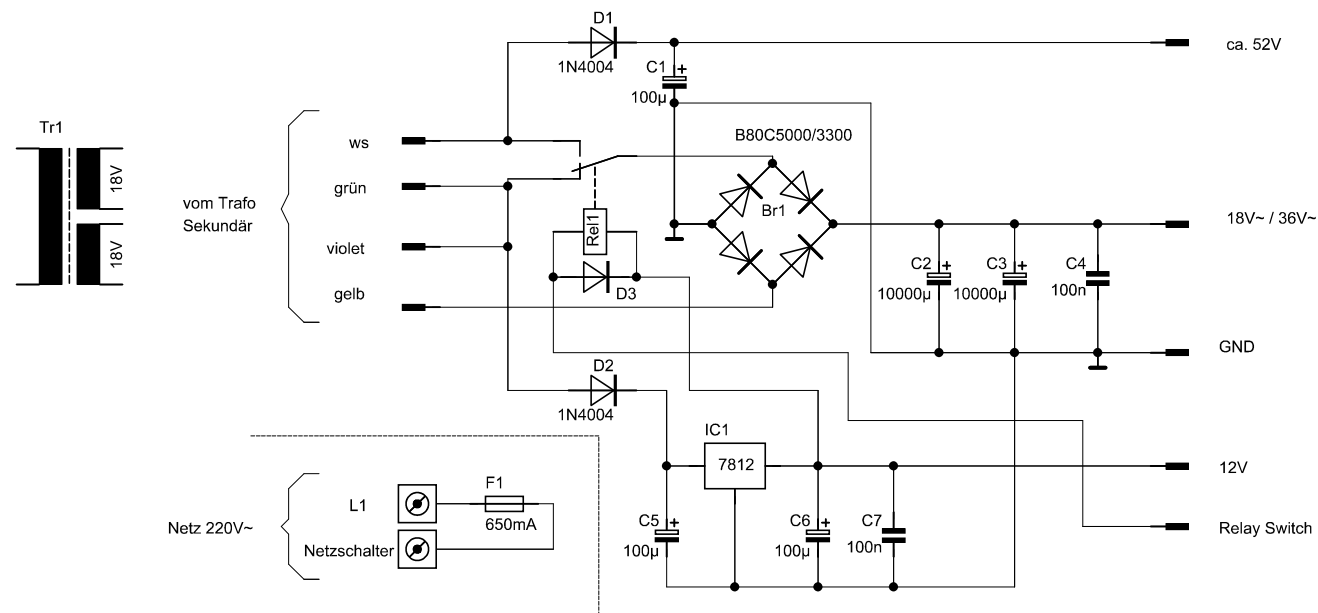 D1
ca. 52V
1N4004
C1
+
100µ
Tr1
B80C5000/3300
ws
18V
grün
vom Trafo
Sekundär
Br1
Rel1
18V~ / 36V~
violet
18V
C2
+
C3
+
C4
10000µ
10000µ
100n
gelb
D3
GND
D2
1N4004
IC1
7812
12V
F1
L1
650mA
Netz 220V~
Netzschalter
C5
+
100µ
C6
+
100µ
C7
100n
Relay Switch